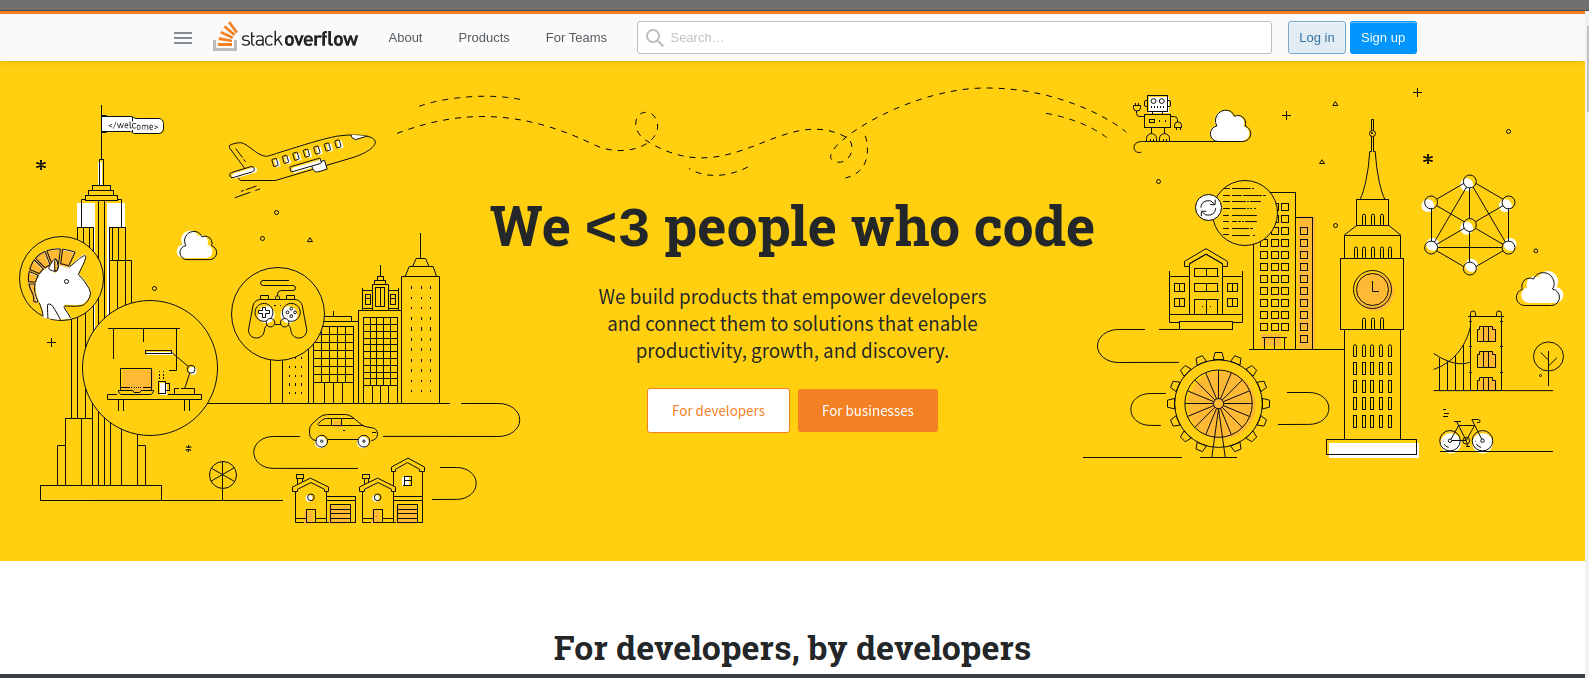 stackoverflow About Products For Teams Search... Log in Sign up
</welcome>
We <3 people who code
We build products that empower developers
and connect them to solutions that enable
productivity, growth, and discovery.
For developers For businesses
For developers, by developers